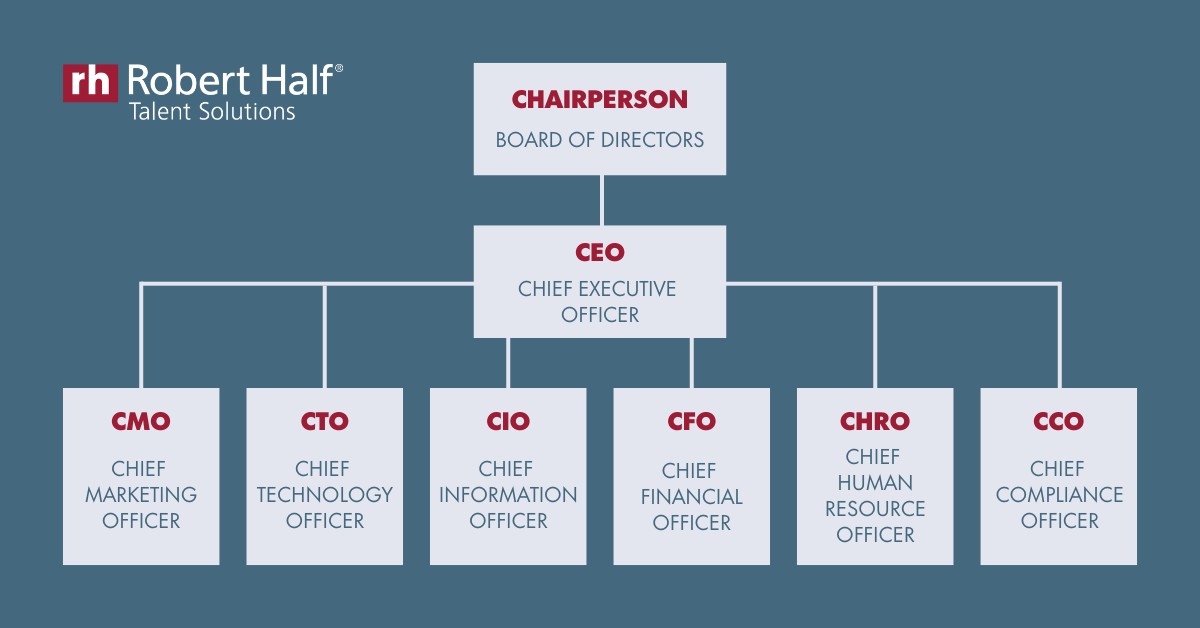 rh Robert Half®
Talent Solutions
CHAIRPERSON
BOARD OF DIRECTORS
CEO
CHIEF EXECUTIVE
OFFICER
CMO
CHIEF
MARKETING
OFFICER
CTO
CHIEF
TECHNOLOGY
OFFICER
CIO
CHIEF
INFORMATION
OFFICER
CFO
CHIEF
FINANCIAL
OFFICER
CHRO
CHIEF
HUMAN
RESOURCE
OFFICER
CCO
CHIEF
COMPLIANCE
OFFICER